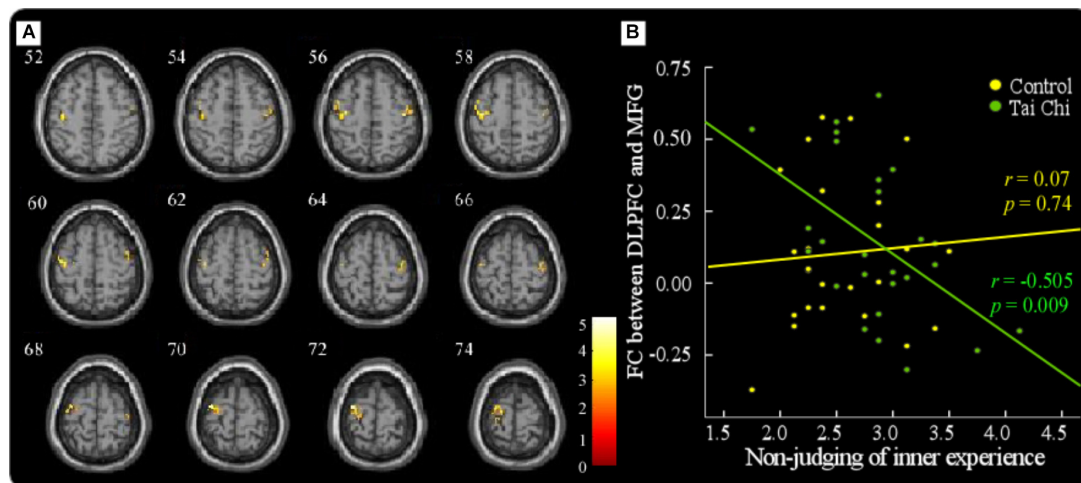 A
52
54
56
58
60
62
64
66
68
70
72
74
5
4
3
2
1
0
B
FC between DLPFC and MFG
0.75
0.50
0.25
0.00
-0.25
Control
Tai Chi
r = 0.07
p = 0.74
r = -0.505
p = 0.009
1.5 2.0 2.5 3.0 3.5 4.0 4.5
Non-judging of inner experience